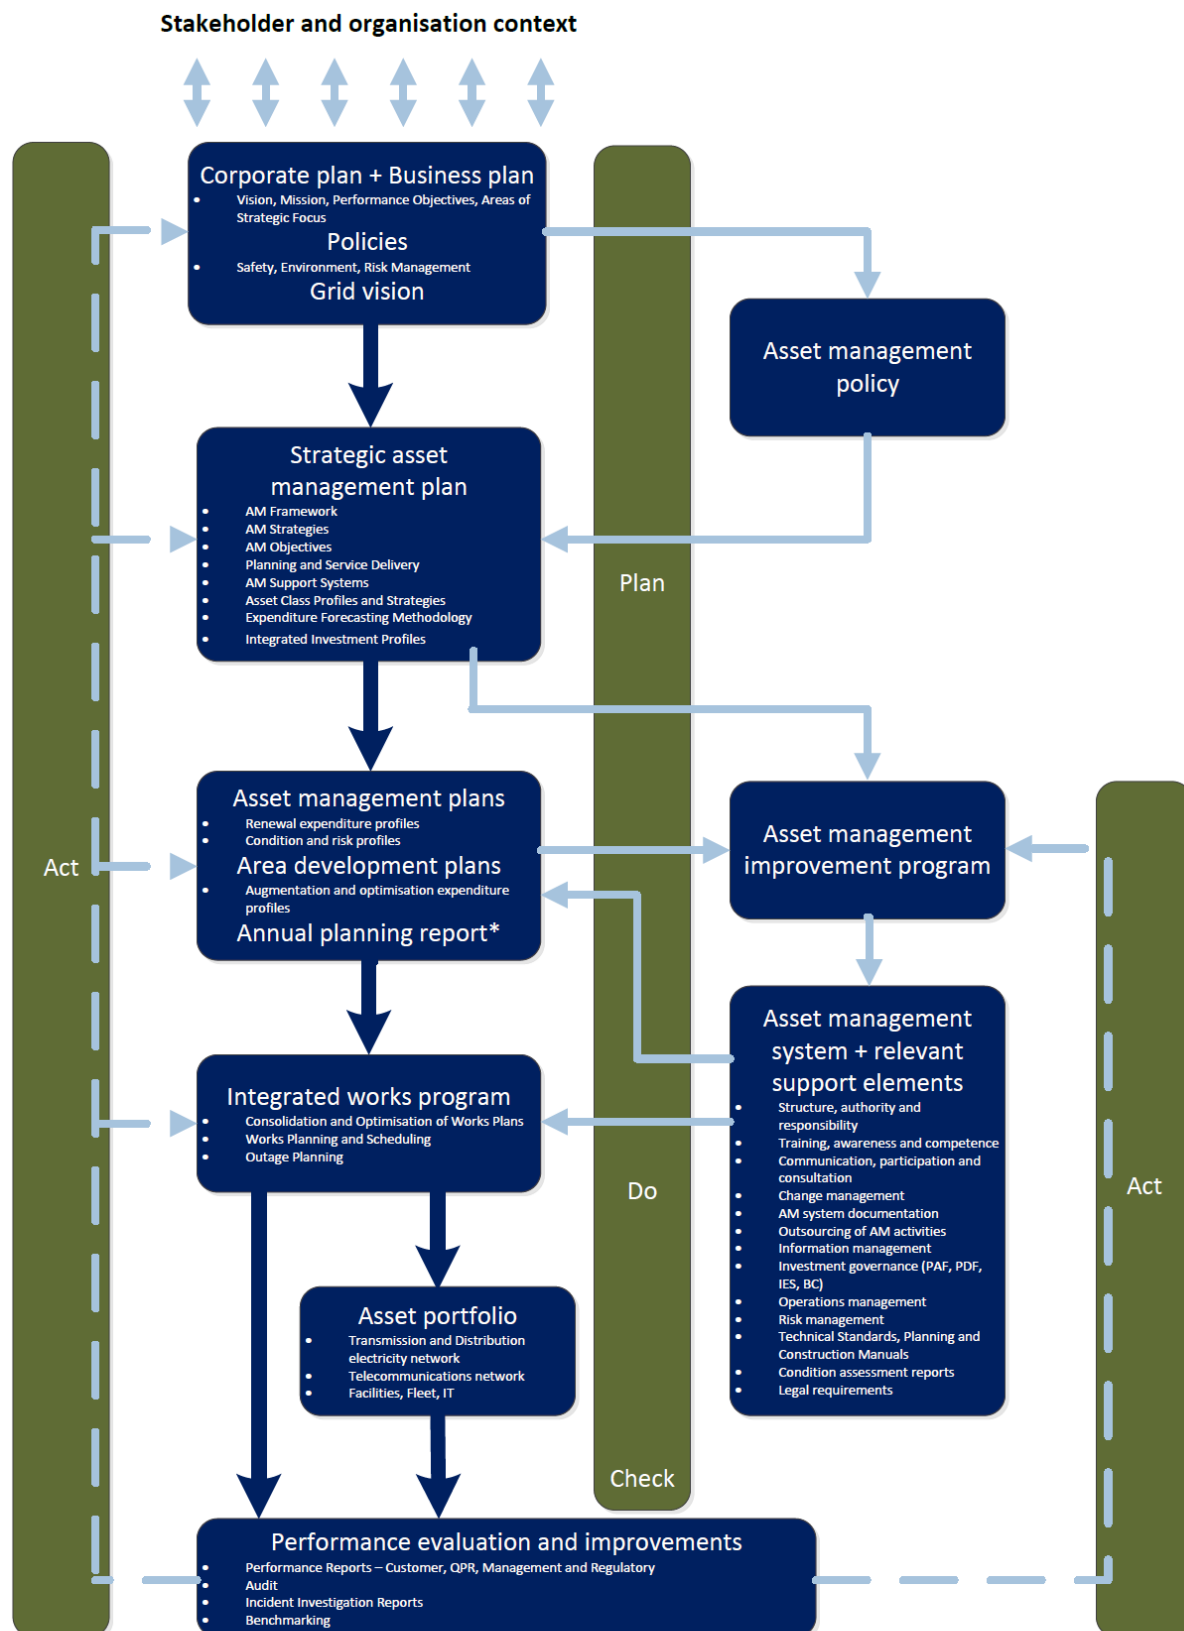 Stakeholder and organisation context
Corporate plan + Business plan
• Vision, Mission, Performance Objectives, Areas of
Strategic Focus
Policies
• Safety, Environment, Risk Management
Grid vision
Asset management
policy
Strategic asset
management plan
• AM Framework
• AM Strategies
• AM Objectives
• Planning and Service Delivery
• AM Support Systems
• Asset Class Profiles and Strategies
• Expenditure Forecasting Methodology
• Integrated Investment Profiles
Plan
Asset management plans
• Renewal expenditure profiles
• Condition and risk profiles
Area development plans
• Augmentation and optimisation expenditure
profiles
Annual planning report*
Asset management
improvement program
Act
Asset management
system + relevant
support elements
• Structure, authority and
responsibility
• Training, awareness and competence
• Communication, participation and
consultation
• Change management
• AM system documentation
• Outsourcing of AM activities
• Information management
• Investment governance (PAF, PDF,
IES, BC)
• Operations management
• Risk management
• Technical Standards, Planning and
Construction Manuals
• Condition assessment reports
• Legal requirements
Integrated works program
• Consolidation and Optimisation of Works Plans
• Works Planning and Scheduling
• Outage Planning
Do
Act
Asset portfolio
• Transmission and Distribution
electricity network
• Telecommunications network
• Facilities, Fleet, IT
Check
Performance evaluation and improvements
• Performance Reports – Customer, QPR, Management and Regulatory
• Audit
• Incident Investigation Reports
• Benchmarking